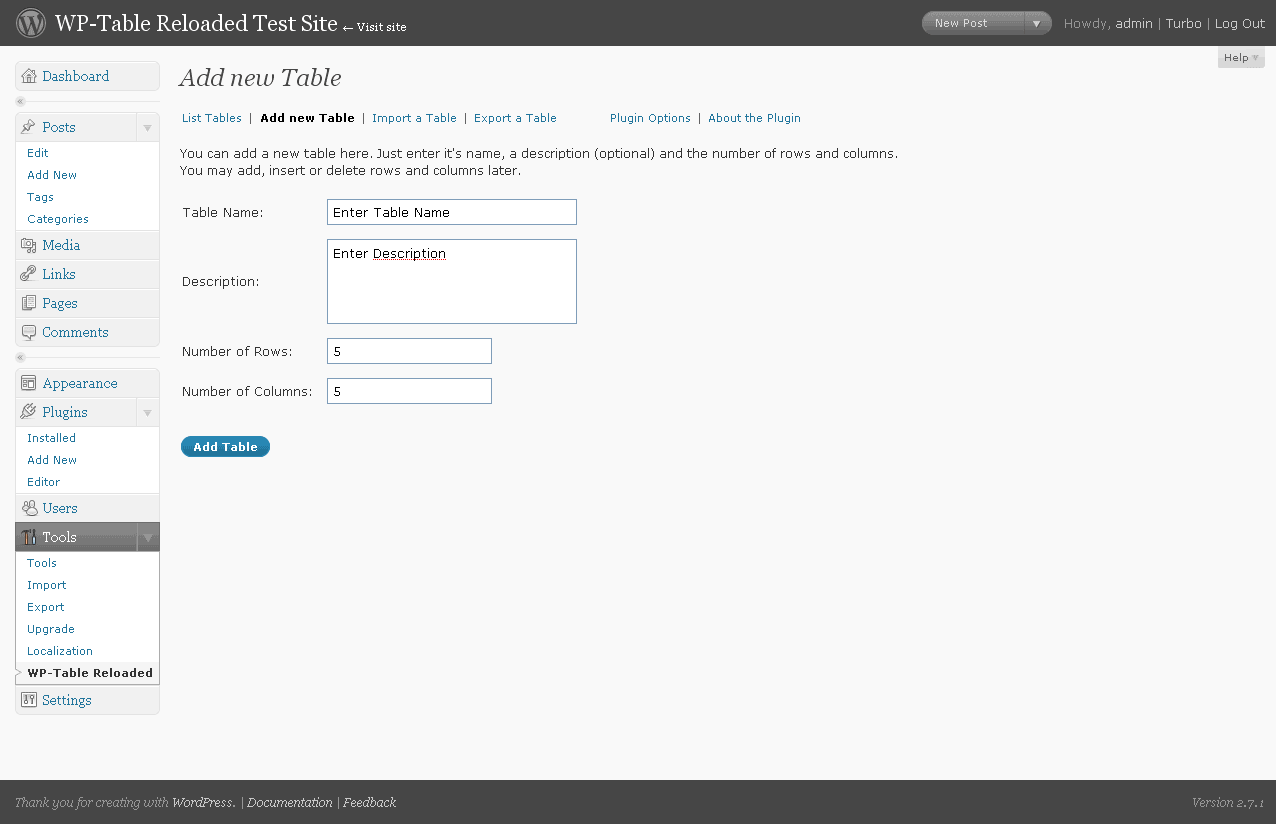 WP-Table Reloaded Test Site ← Visit site
New Post
Howdy, admin | Turbo | Log Out
Help
Dashboard
Posts
Edit
Add New
Tags
Categories
Media
Links
Pages
Comments
Appearance
Plugins
Installed
Add New
Editor
Users
Tools
Tools
Import
Export
Upgrade
Localization
WP-Table Reloaded
Settings
Add new Table
List Tables | Add new Table | Import a Table | Export a Table Plugin Options | About the Plugin
You can add a new table here. Just enter it's name, a description (optional) and the number of rows and columns.
You may add, insert or delete rows and columns later.
Table Name: Enter Table Name
Description: Enter Description
Number of Rows: 5
Number of Columns: 5
Add Table
Thank you for creating with WordPress. | Documentation | Feedback
Version 2.7.1